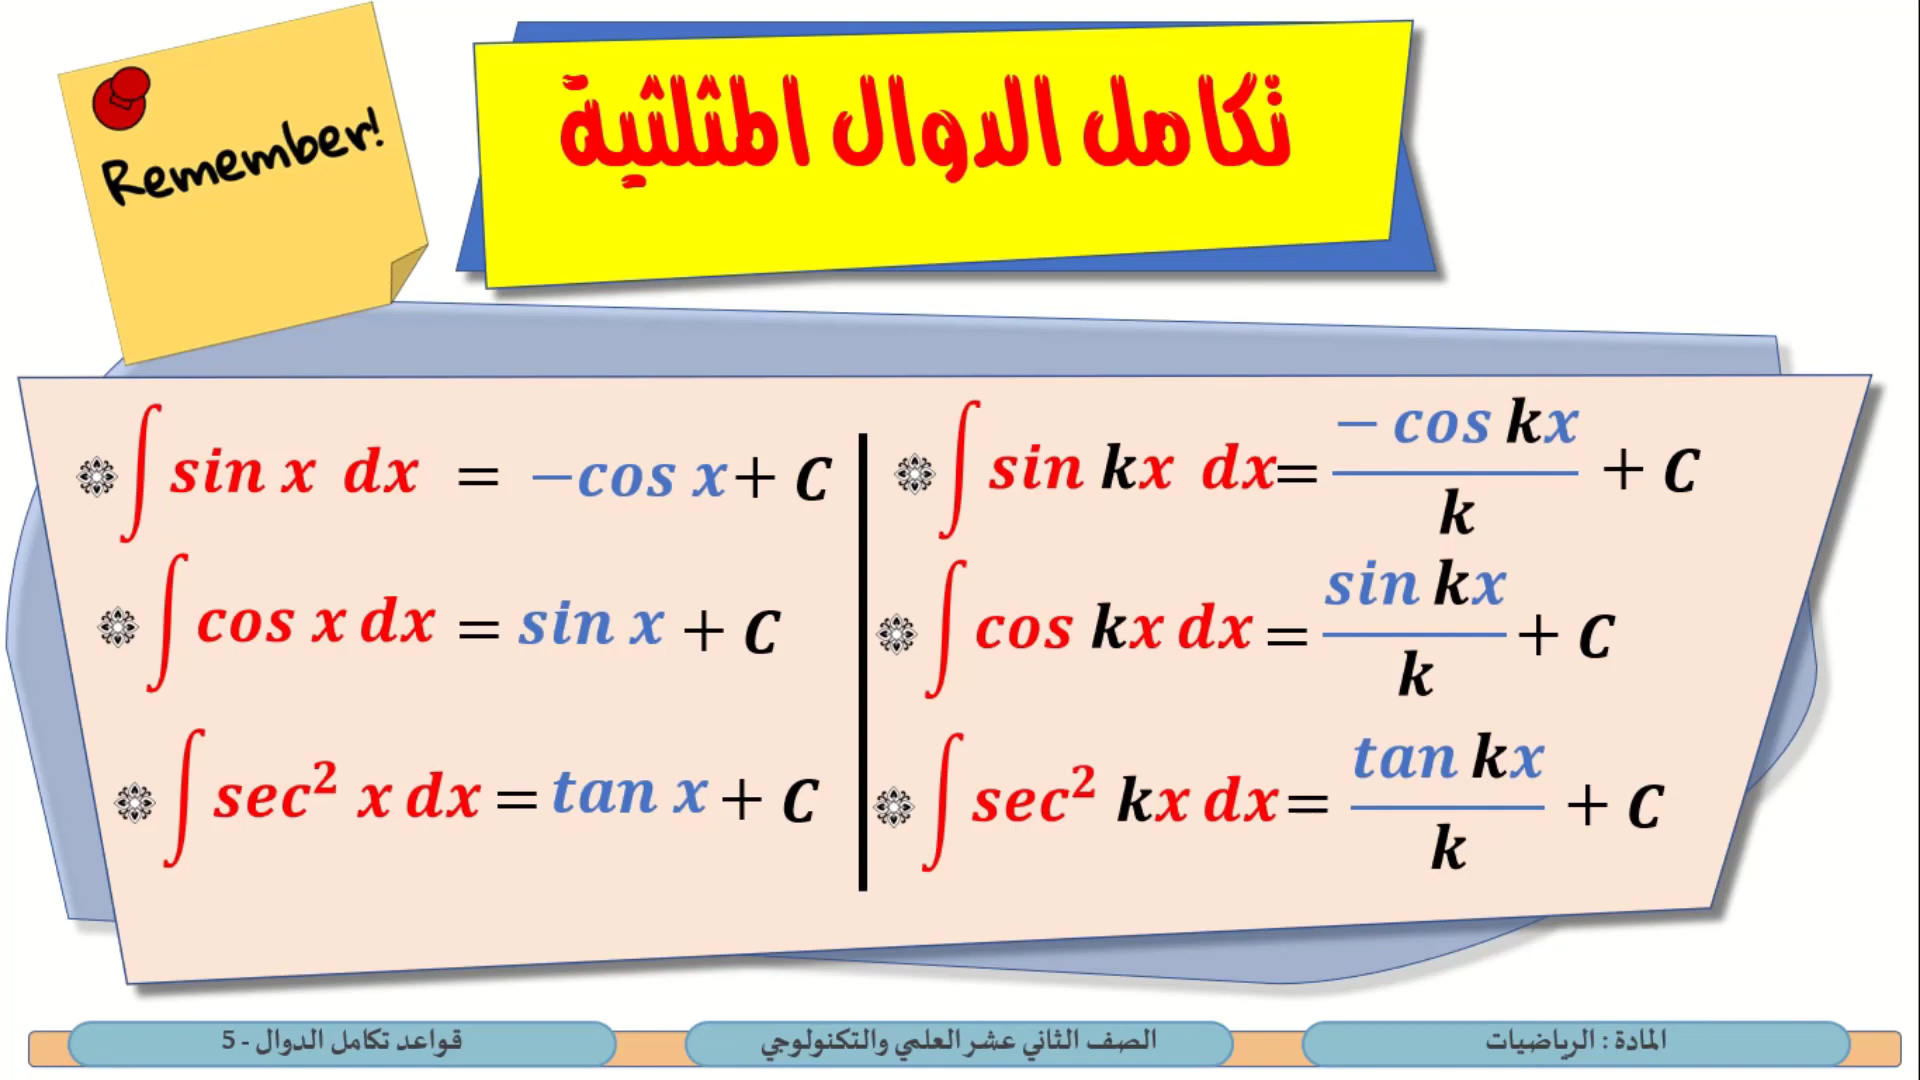 Remember!
تكامل الدوال المثلثية
∫ sin x dx = −cos x + C
∫ sin kx dx = − cos kx / k + C
∫ cos x dx = sin x + C
∫ cos kx dx = sin kx / k + C
∫ sec² x dx = tan x + C
∫ sec² kx dx = tan kx / k + C
المادة : الرياضيات
الصف الثاني عشر العلمي والتكنولوجي
قواعد تكامل الدوال - 5